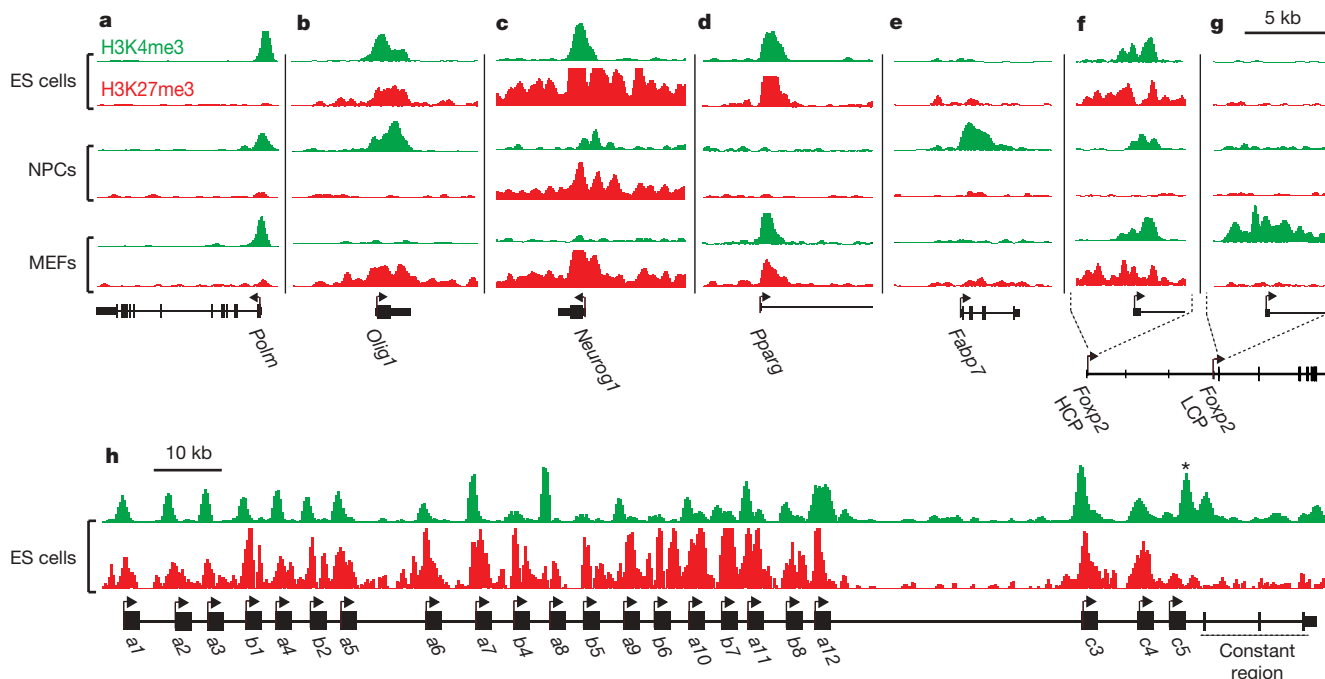 a b c d e f g
5 kb
H3K4me3
ES cells
H3K27me3
NPCs
MEFs
Polm
Olig1
Neurog1
Pparg
Fabp7
Foxp2
HCP
Foxp2
LCP
h
10 kb
*
ES cells
a1 a2 a3 b1 a4 b2 a5 a6 a7 b4 a8 b5 a9 b6 a10 b7 a11 b8 a12 c3 c4 c5
Constant
region